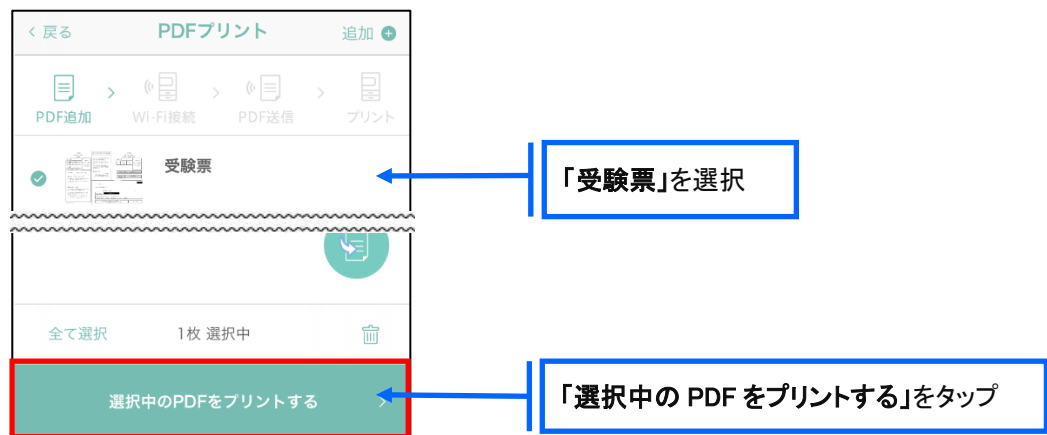 戻る PDFプリント 追加
PDF追加 Wi-Fi接続 PDF送信 プリント
受験票
「受験票」を選択
全て選択 1枚 選択中
選択中のPDFをプリントする
「選択中の PDF をプリントする」をタップ